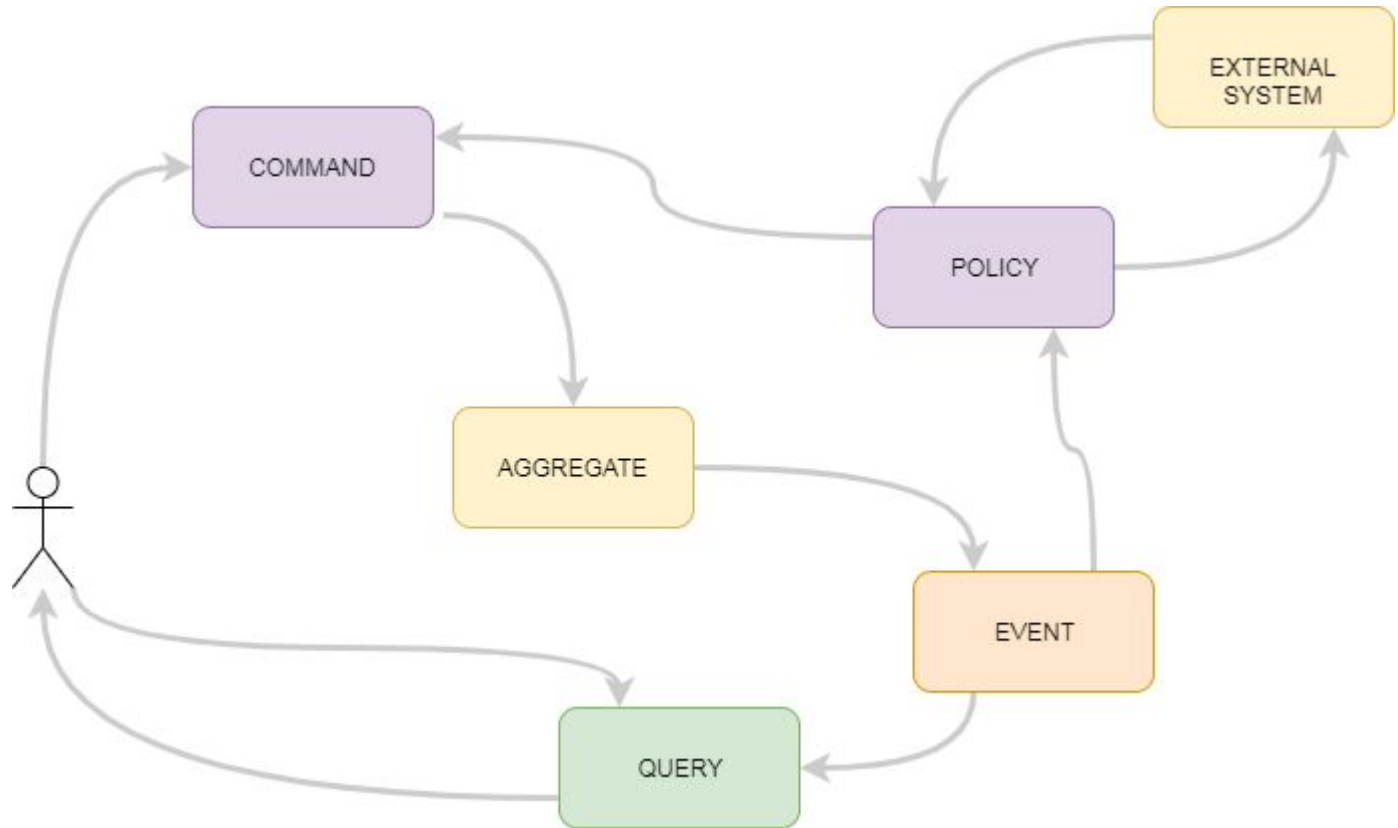 EXTERNAL
SYSTEM
COMMAND
POLICY
AGGREGATE
EVENT
QUERY